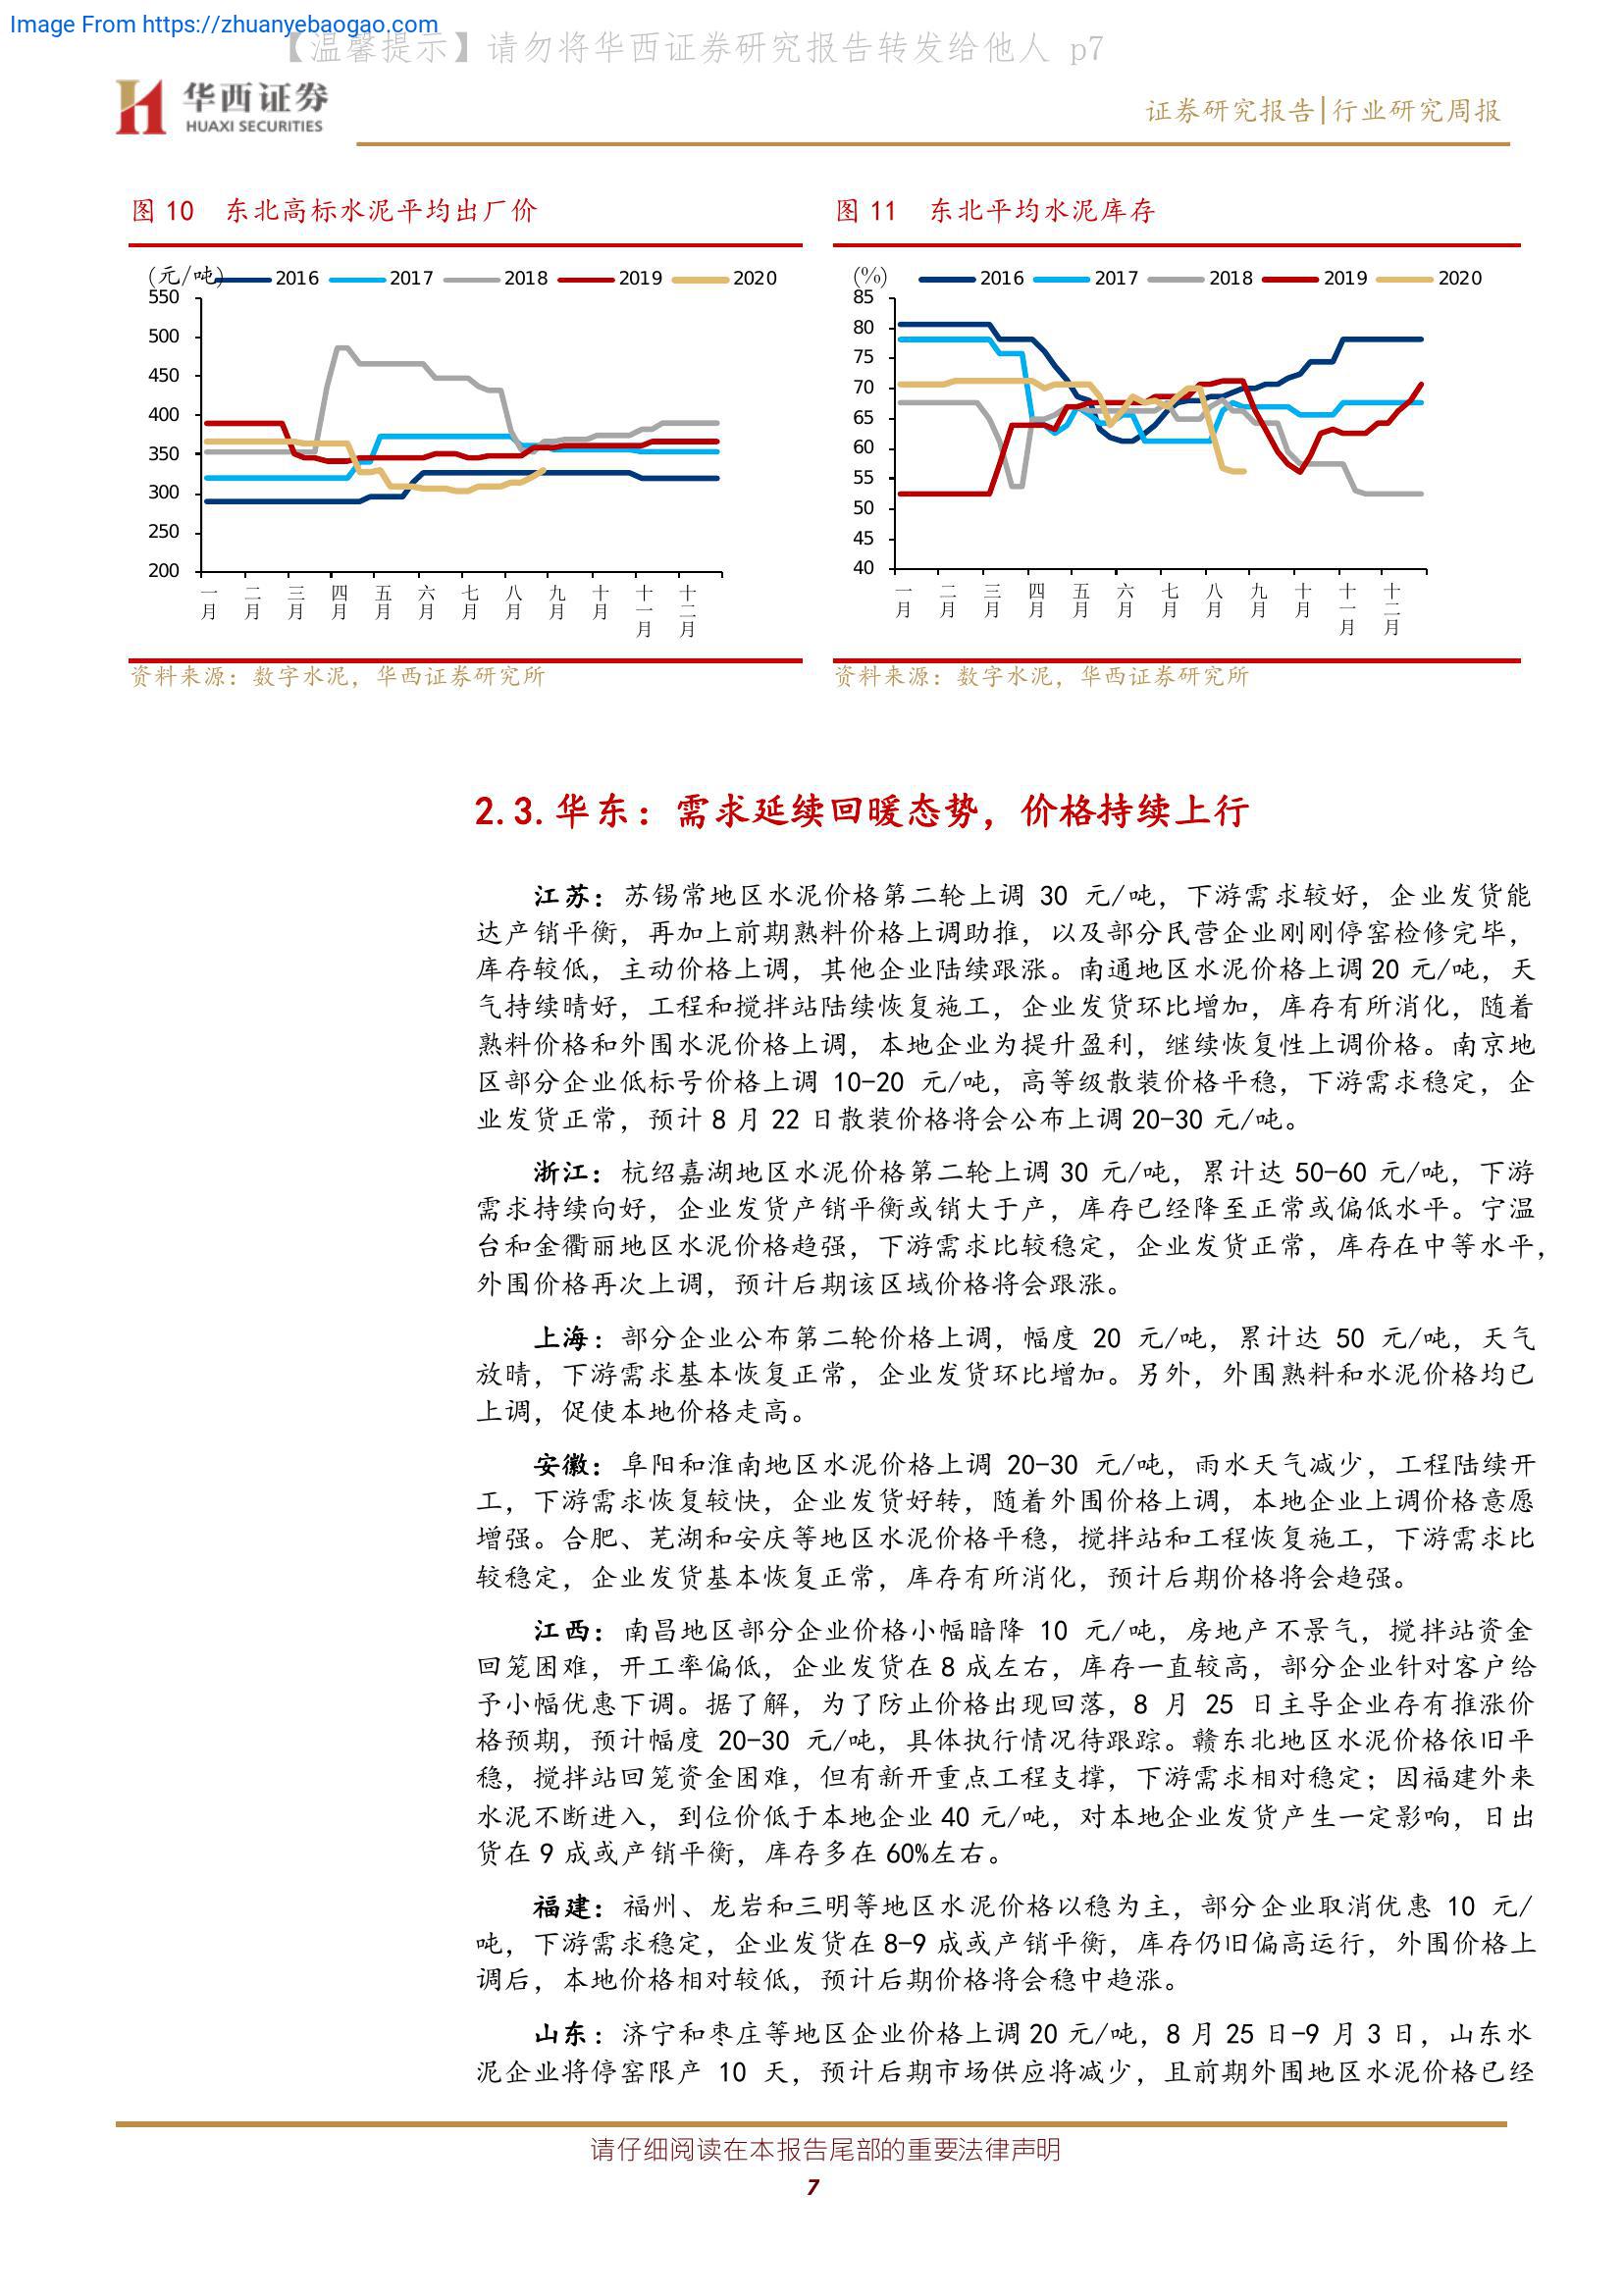 Image From https://zhuanyebaogao.com
【温馨提示】请勿将华西证券研究报告转发给他人 p7
华西证券
HUAXI SECURITIES
证券研究报告|行业研究周报
图 10 东北高标水泥平均出厂价
(元/吨) 2016 2017 2018 2019 2020
550
500
450
400
350
300
250
200
一月 二月 三月 四月 五月 六月 七月 八月 九月 十月 十一月 十二月
资料来源：数字水泥，华西证券研究所
图 11 东北平均水泥库存
(%) 2016 2017 2018 2019 2020
85
80
75
70
65
60
55
50
45
40
一月 二月 三月 四月 五月 六月 七月 八月 九月 十月 十一月 十二月
资料来源：数字水泥，华西证券研究所
2.3.华东：需求延续回暖态势，价格持续上行
江苏：苏锡常地区水泥价格第二轮上调 30 元/吨，下游需求较好，企业发货能
达产销平衡，再加上前期熟料价格上调助推，以及部分民营企业刚刚停窑检修完毕，
库存较低，主动价格上调，其他企业陆续跟涨。南通地区水泥价格上调 20 元/吨，天
气持续晴好，工程和搅拌站陆续恢复施工，企业发货环比增加，库存有所消化，随着
熟料价格和外围水泥价格上调，本地企业为提升盈利，继续恢复性上调价格。南京地
区部分企业低标号价格上调 10-20 元/吨，高等级散装价格平稳，下游需求稳定，企
业发货正常，预计 8 月 22 日散装价格将会公布上调 20-30 元/吨。
浙江：杭绍嘉湖地区水泥价格第二轮上调 30 元/吨，累计达 50-60 元/吨，下游
需求持续向好，企业发货产销平衡或销大于产，库存已经降至正常或偏低水平。宁温
台和金衢丽地区水泥价格趋强，下游需求比较稳定，企业发货正常，库存在中等水平，
外围价格再次上调，预计后期该区域价格将会跟涨。
上海：部分企业公布第二轮价格上调，幅度 20 元/吨，累计达 50 元/吨，天气
放晴，下游需求基本恢复正常，企业发货环比增加。另外，外围熟料和水泥价格均已
上调，促使本地价格走高。
安徽：阜阳和淮南地区水泥价格上调 20-30 元/吨，雨水天气减少，工程陆续开
工，下游需求恢复较快，企业发货好转，随着外围价格上调，本地企业上调价格意愿
增强。合肥、芜湖和安庆等地区水泥价格平稳，搅拌站和工程恢复施工，下游需求比
较稳定，企业发货基本恢复正常，库存有所消化，预计后期价格将会趋强。
江西：南昌地区部分企业价格小幅暗降 10 元/吨，房地产不景气，搅拌站资金
回笼困难，开工率偏低，企业发货在 8 成左右，库存一直较高，部分企业针对客户给
予小幅优惠下调。据了解，为了防止价格出现回落，8 月 25 日主导企业存有推涨价
格预期，预计幅度 20-30 元/吨，具体执行情况待跟踪。赣东北地区水泥价格依旧平
稳，搅拌站回笼资金困难，但有新开重点工程支撑，下游需求相对稳定；因福建外来
水泥不断进入，到位价低于本地企业 40 元/吨，对本地企业发货产生一定影响，日出
货在 9 成或产销平衡，库存多在 60%左右。
福建：福州、龙岩和三明等地区水泥价格以稳为主，部分企业取消优惠 10 元/
吨，下游需求稳定，企业发货在 8-9 成或产销平衡，库存仍旧偏高运行，外围价格上
调后，本地价格相对较低，预计后期价格将会稳中趋涨。
山东：济宁和枣庄等地区企业价格上调 20 元/吨，8 月 25 日-9 月 3 日，山东水
泥企业将停窑限产 10 天，预计后期市场供应将减少，且前期外围地区水泥价格已经
请仔细阅读在本报告尾部的重要法律声明
7